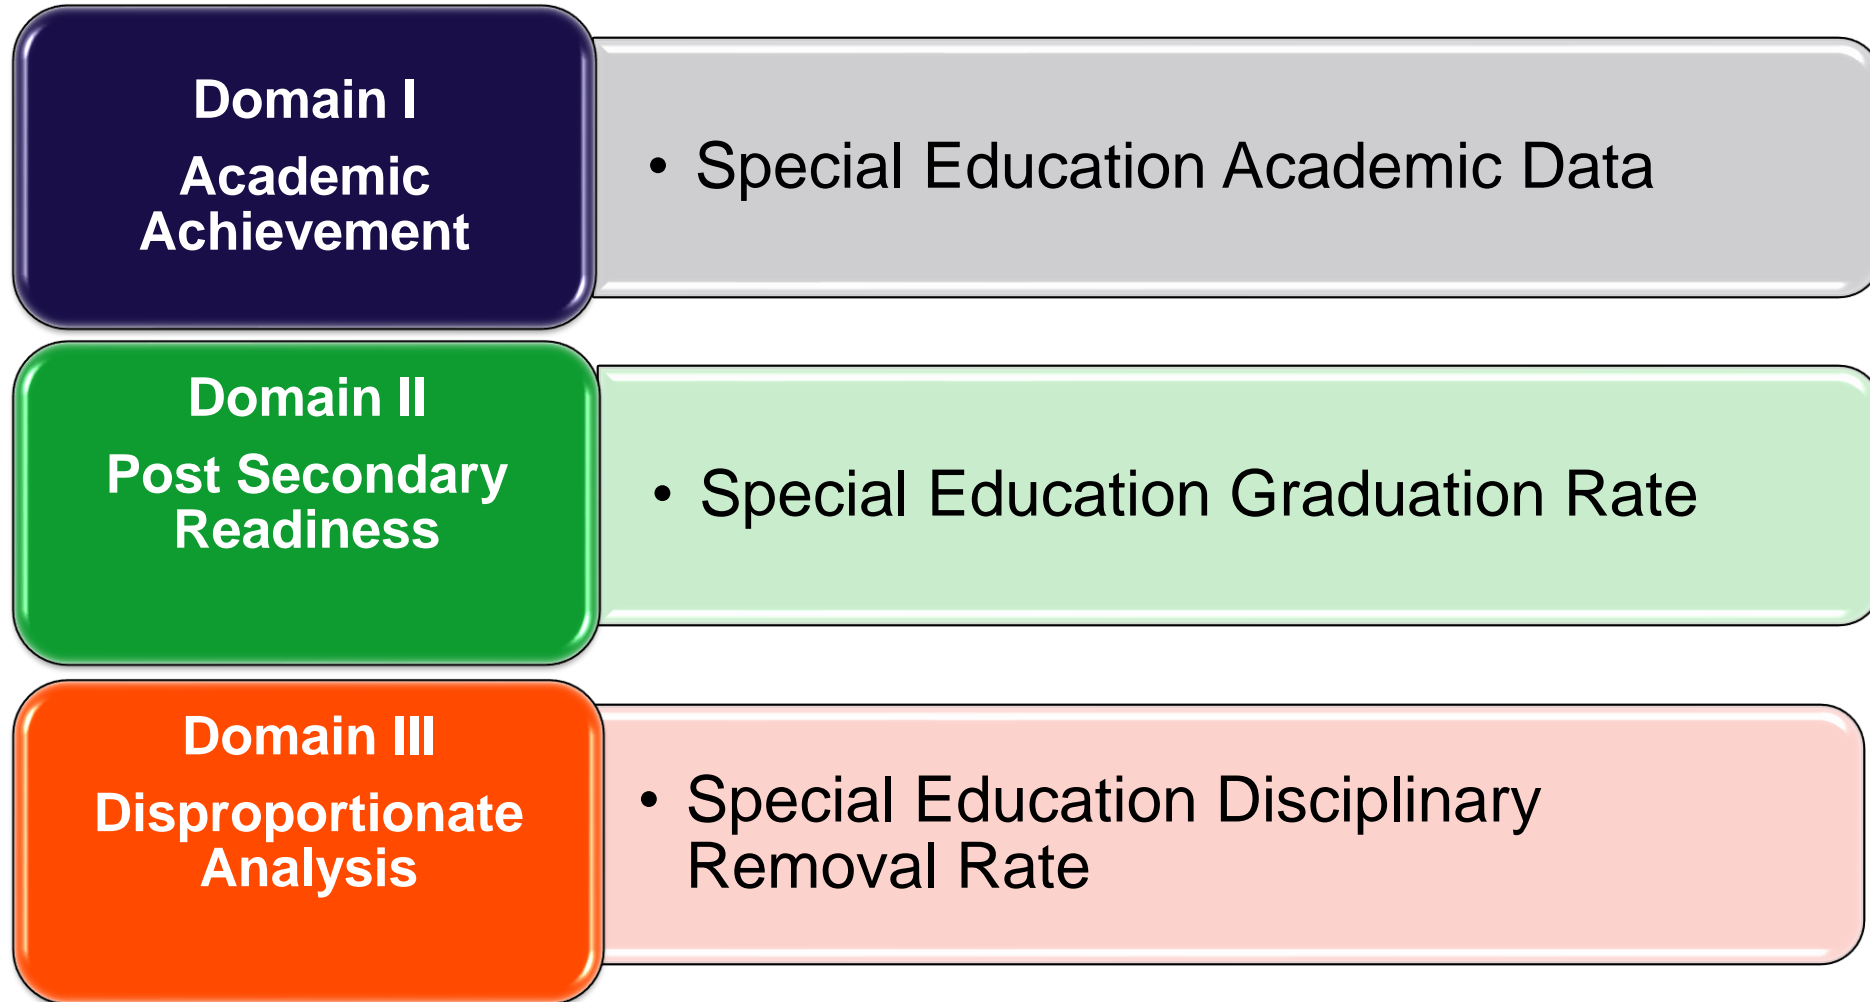 Domain I
Academic
Achievement
• Special Education Academic Data
Domain II
Post Secondary
Readiness
• Special Education Graduation Rate
Domain III
Disproportionate
Analysis
• Special Education Disciplinary
Removal Rate